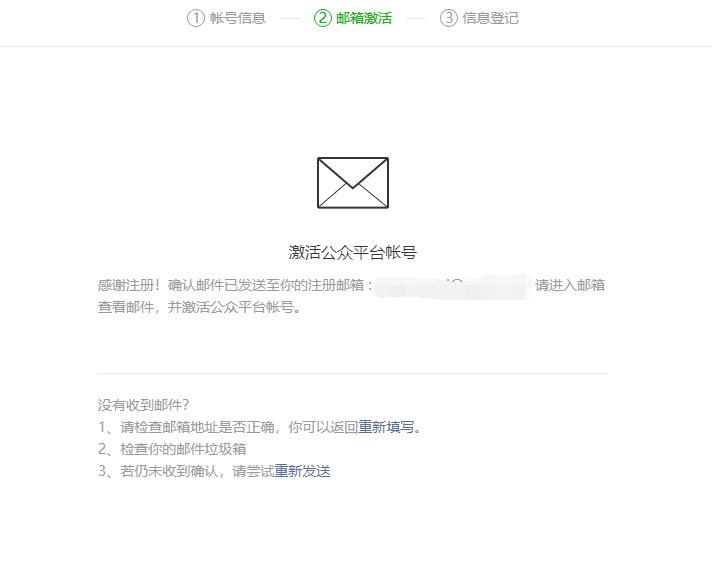 1 帐号信息 2 邮箱激活 3 信息登记
激活公众平台帐号
感谢注册！确认邮件已发送至你的注册邮箱： @ 请进入邮箱
查看邮件，并激活公众平台帐号。
没有收到邮件？
1、请检查邮箱地址是否正确，你可以返回重新填写。
2、检查你的邮件垃圾箱
3、若仍未收到确认，请尝试重新发送